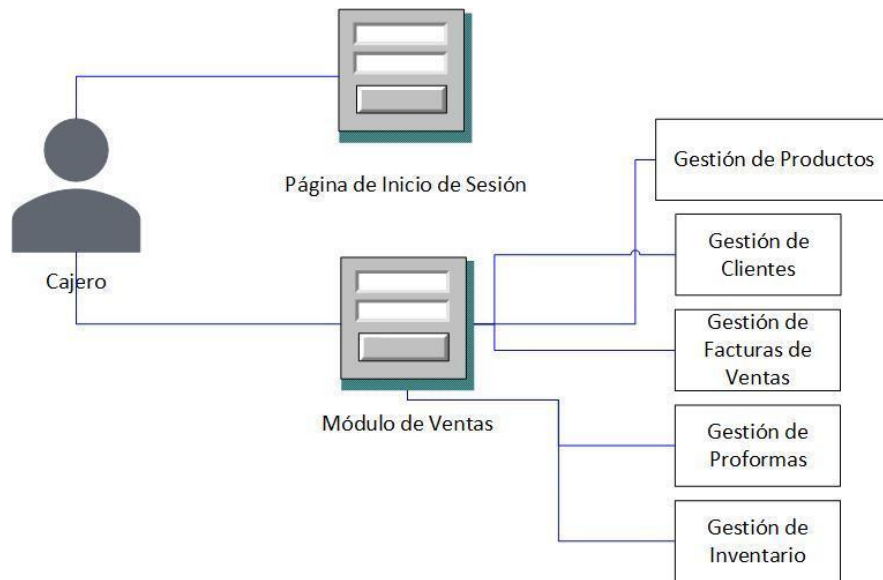 Página de Inicio de Sesión
Cajero
Módulo de Ventas
Gestión de Productos
Gestión de
Clientes
Gestión de
Facturas de
Ventas
Gestión de
Proformas
Gestión de
Inventario